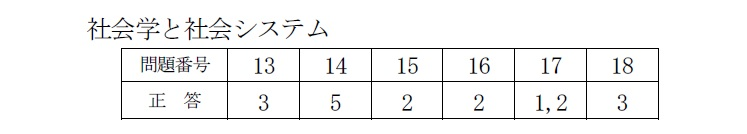 社会学と社会システム
問題番号 13 14 15 16 17 18
正 答 3 5 2 2 1,2 3